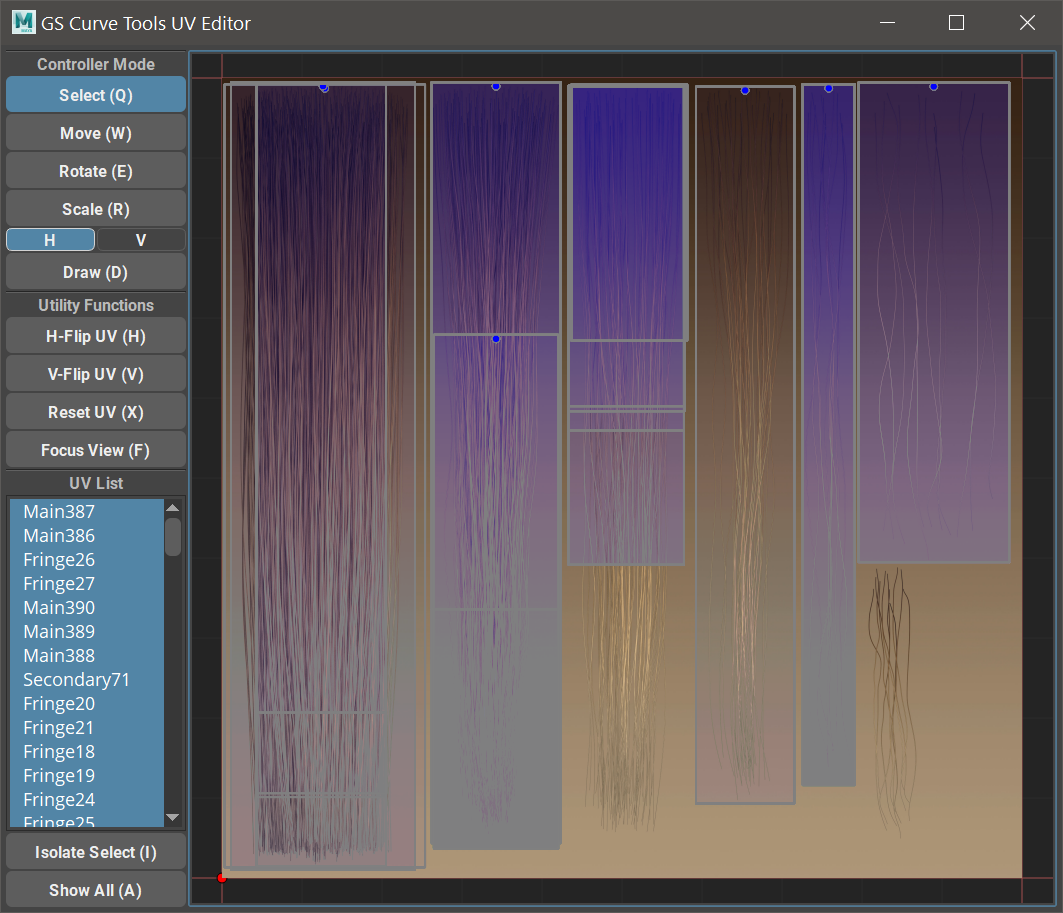 GS Curve Tools UV Editor
Controller Mode
Select (Q)
Move (W)
Rotate (E)
Scale (R)
H V
Draw (D)
Utility Functions
H-Flip UV (H)
V-Flip UV (V)
Reset UV (X)
Focus View (F)
UV List
Main387
Main386
Fringe26
Fringe27
Main390
Main389
Main388
Secondary71
Fringe20
Fringe21
Fringe18
Fringe19
Fringe24
Fringe25
Isolate Select (I)
Show All (A)